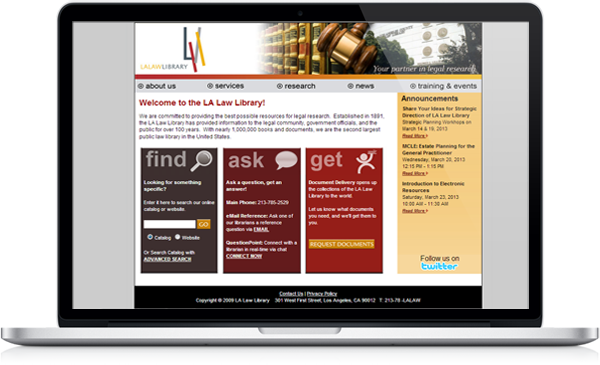 LALAWLIBRARY
Your partner in legal research
about us
services
research
news
training & events
Welcome to the LA Law Library!
We are committed to providing the best possible resources for legal research. Established in 1891,
the LA Law Library has provided information to the legal community, government officials, and the
public for over 100 years. With nearly 1,000,000 books and documents, we are the second largest
public law library in the United States.
find
Looking for something
specific?
Enter it here to search our online
catalog or website.
GO
Catalog Website
Or Search Catalog with
ADVANCED SEARCH
ask
Ask a question, get an
answer!
Main Phone: 213-785-2529
eMail Reference: Ask one of
our librarians a reference
question via EMAIL
QuestionPoint: Connect with a
librarian in real-time via chat
CONNECT NOW
get
Document Delivery opens up
the collections of the LA Law
Library to the world.
Let us know what documents
you need, and we'll get them to
you.
REQUEST DOCUMENTS
Announcements
Share Your Ideas for Strategic
Direction of LA Law Library
Strategic Planning Workshops on
March 14 & 19, 2013
Read More >
MCLE: Estate Planning for the
General Practitioner
Wednesday, March 20, 2013
12:15 PM - 1:15 PM
Read More >
Introduction to Electronic
Resources
Saturday, March 23, 2013
10:00 AM - 11:30 AM
Read More >
Follow us on
twitter
Contact Us | Privacy Policy
Copyright © 2009 LA Law Library 301 West First Street, Los Angeles, CA 90012 T: 213-78 -LALAW